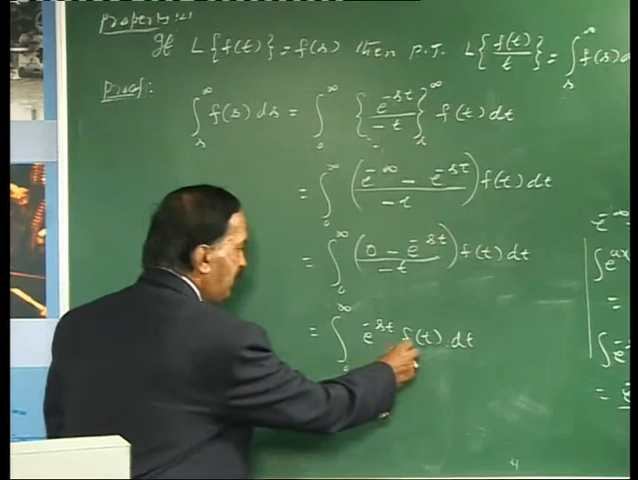 Property (2)
If L{f(t)} = f(s) then P.T. L{f(t)/t} = ∫_s^∞ f(s)d
Proof:
∫_s^∞ f(s) ds = ∫_0^∞ {e^{-st}/-t}_s^∞ f(t) dt
= ∫_0^∞ (e^{-∞} - e^{-st}/-t) f(t) dt
= ∫_0^∞ (0 - e^{-st}/-t) f(t) dt
= ∫_0^∞ e^{-st} f(t) dt
e^{-∞}
∫e^{ax}
=
∫e^{-
=